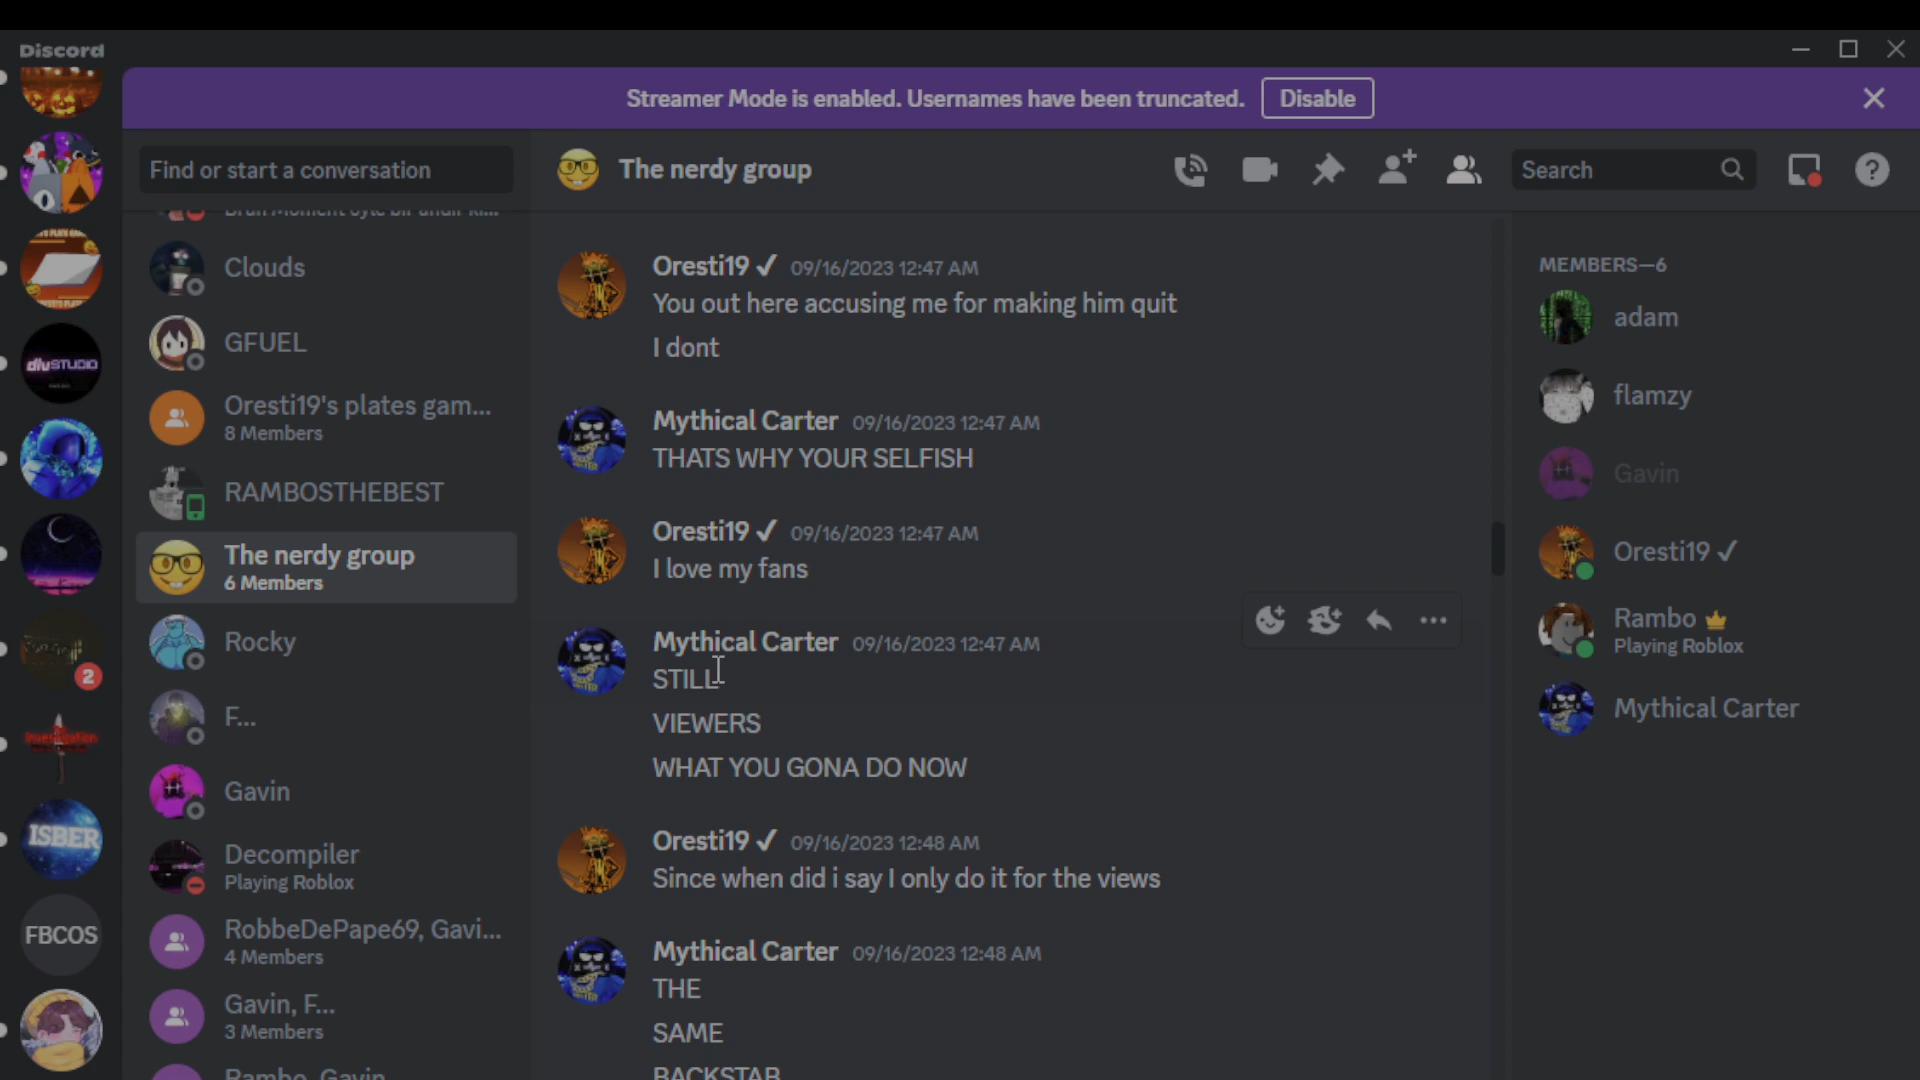 Discord
Streamer Mode is enabled. Usernames have been truncated.
Disable
Find or start a conversation
The nerdy group
Search
Clouds
GFUEL
Oresti19's plates gam...
8 Members
RAMBOSTHEBEST
The nerdy group
6 Members
Rocky
F...
Gavin
Decompiler
Playing Roblox
RobbeDePape69, Gavi...
4 Members
Gavin, F...
3 Members
Rambo, Gavin
2
ISBER
FBCOS
Oresti19 ✓ 09/16/2023 12:47 AM
You out here accusing me for making him quit
I dont
Mythical Carter 09/16/2023 12:47 AM
THATS WHY YOUR SELFISH
Oresti19 ✓ 09/16/2023 12:47 AM
I love my fans
Mythical Carter 09/16/2023 12:47 AM
STILL
VIEWERS
WHAT YOU GONA DO NOW
Oresti19 ✓ 09/16/2023 12:48 AM
Since when did i say I only do it for the views
Mythical Carter 09/16/2023 12:48 AM
THE
SAME
BACKSTAB
MEMBERS—6
adam
flamzy
Gavin
Oresti19 ✓
Rambo
Playing Roblox
Mythical Carter